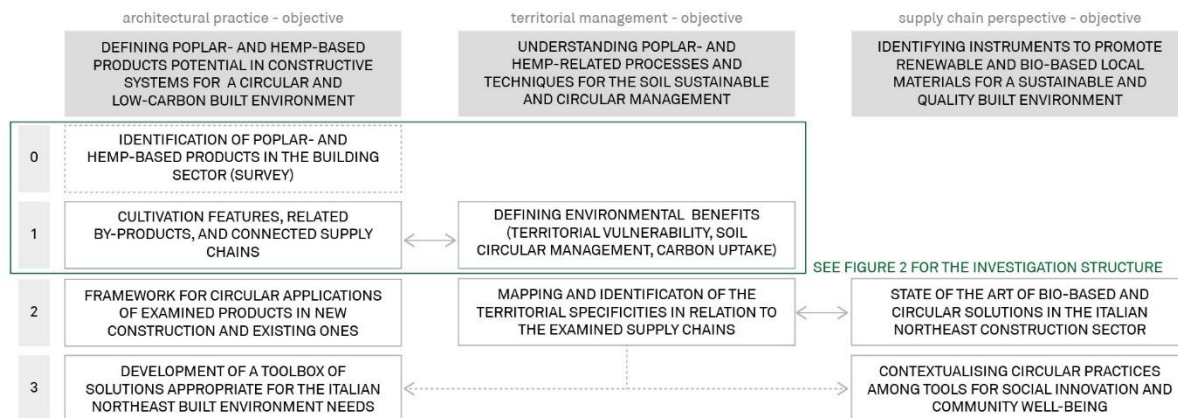 architectural practice - objective
territorial management - objective
supply chain perspective - objective
DEFINING POPLAR- AND HEMP-BASED
PRODUCTS POTENTIAL IN CONSTRUCTIVE
SYSTEMS FOR A CIRCULAR AND
LOW-CARBON BUILT ENVIRONMENT
UNDERSTANDING POPLAR- AND
HEMP-RELATED PROCESSES AND
TECHNIQUES FOR THE SOIL SUSTAINABLE
AND CIRCULAR MANAGEMENT
IDENTIFYING INSTRUMENTS TO PROMOTE
RENEWABLE AND BIO-BASED LOCAL
MATERIALS FOR A SUSTAINABLE AND
QUALITY BUILT ENVIRONMENT
0
IDENTIFICATION OF POPLAR- AND
HEMP-BASED PRODUCTS IN THE BUILDING
SECTOR (SURVEY)
1
CULTIVATION FEATURES, RELATED
BY-PRODUCTS, AND CONNECTED SUPPLY
CHAINS
DEFINING ENVIRONMENTAL BENEFITS
(TERRITORIAL VULNERABILITY, SOIL
CIRCULAR MANAGEMENT, CARBON UPTAKE)
SEE FIGURE 2 FOR THE INVESTIGATION STRUCTURE
2
FRAMEWORK FOR CIRCULAR APPLICATIONS
OF EXAMINED PRODUCTS IN NEW
CONSTRUCTION AND EXISTING ONES
MAPPING AND IDENTIFICATON OF THE
TERRITORIAL SPECIFICITIES IN RELATION TO
THE EXAMINED SUPPLY CHAINS
STATE OF THE ART OF BIO-BASED AND
CIRCULAR SOLUTIONS IN THE ITALIAN
NORTHEAST CONSTRUCTION SECTOR
3
DEVELOPMENT OF A TOOLBOX OF
SOLUTIONS APPROPRIATE FOR THE ITALIAN
NORTHEAST BUILT ENVIRONMENT NEEDS
CONTEXTUALISING CIRCULAR PRACTICES
AMONG TOOLS FOR SOCIAL INNOVATION AND
COMMUNITY WELL-BEING